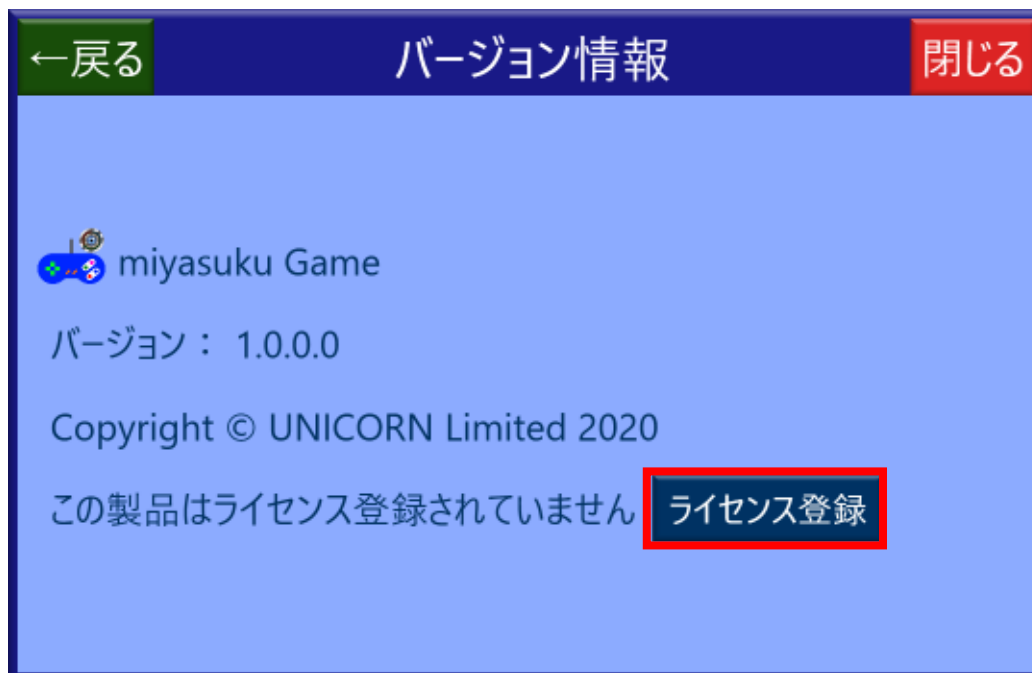 ←戻る
バージョン情報
閉じる
miyasuku Game
バージョン： 1.0.0.0
Copyright © UNICORN Limited 2020
この製品はライセンス登録されていません
ライセンス登録